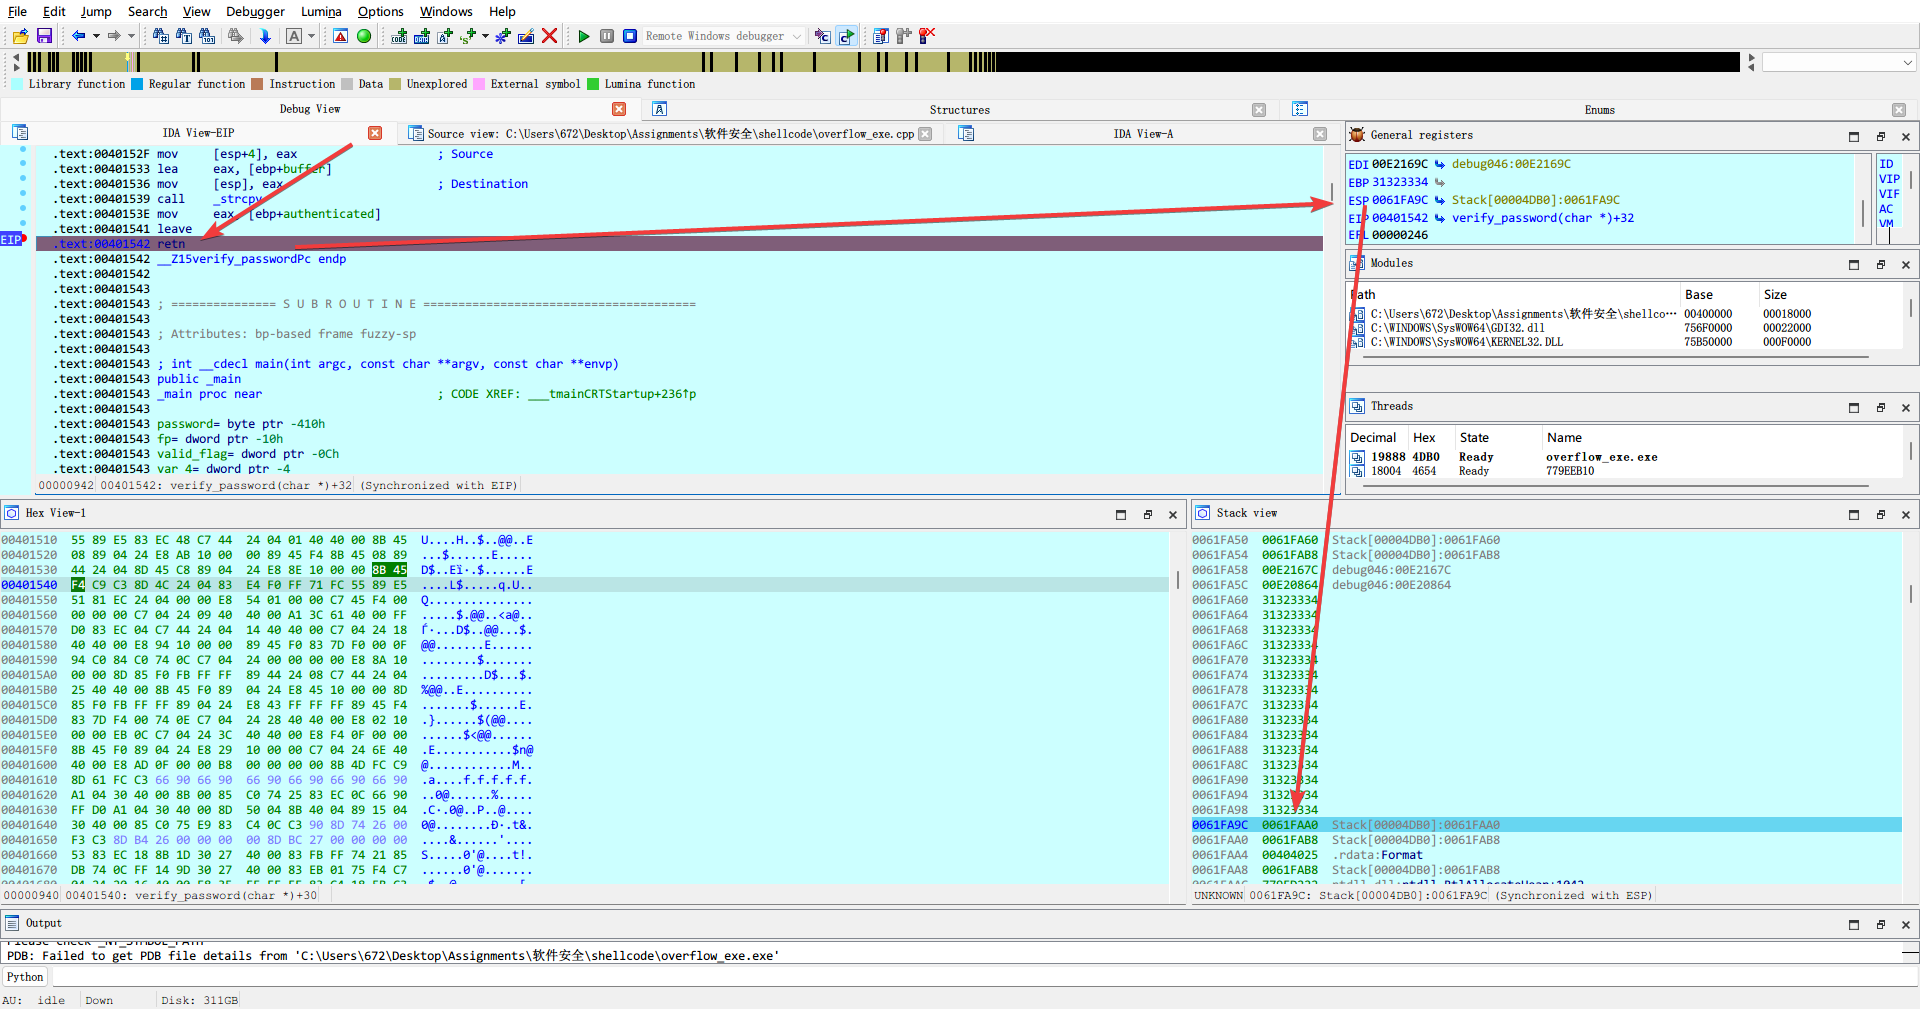 File Edit Jump Search View Debugger Lumina Options Windows Help
Remote Windows debugger
Library function Regular function Instruction Data Unexplored External symbol Lumina function
Debug View Structures Enums
IDA View-EIP Source view: C:\Users\672\Desktop\Assignments\软件安全\shellcode\overflow_exe.cpp IDA View-A
.text:0040152F mov [esp+4], eax ; Source
.text:00401533 lea eax, [ebp+buffer]
.text:00401536 mov [esp], eax ; Destination
.text:00401539 call _strcpy
.text:0040153E mov eax, [ebp+authenticated]
.text:00401541 leave
EIP .text:00401542 retn
.text:00401542 __Z15verify_passwordPc endp
.text:00401542
.text:00401543
.text:00401543 ; =============== S U B R O U T I N E =======================================
.text:00401543
.text:00401543 ; Attributes: bp-based frame fuzzy-sp
.text:00401543
.text:00401543 ; int __cdecl main(int argc, const char **argv, const char **envp)
.text:00401543 public _main
.text:00401543 _main proc near ; CODE XREF: ___tmainCRTStartup+236↑p
.text:00401543
.text:00401543 password= byte ptr -410h
.text:00401543 fp= dword ptr -10h
.text:00401543 valid_flag= dword ptr -0Ch
.text:00401543 var_4= dword ptr -4
00000942 00401542: verify_password(char *)+32 (Synchronized with EIP)
General registers
EDI 00E2169C debug046:00E2169C
EBP 31323334
ESP 0061FA9C Stack[00004DB0]:0061FA9C
EIP 00401542 verify_password(char *)+32
EFL 00000246
ID
VIP
VIF
AC
VM
Modules
Path Base Size
C:\Users\672\Desktop\Assignments\软件安全\shellco··· 00400000 00018000
C:\WINDOWS\SysWOW64\GDI32.dll 756F0000 00022000
C:\WINDOWS\SysWOW64\KERNEL32.DLL 75B50000 000F0000
Threads
Decimal Hex State Name
19888 4DB0 Ready overflow_exe.exe
18004 4654 Ready 779EEB10
Hex View-1
00401510 55 89 E5 83 EC 48 C7 44 24 04 01 40 40 00 8B 45 U....H..$..@@..E
00401520 08 89 04 24 E8 AB 10 00 00 89 45 F4 8B 45 08 89 ...$......E.....
00401530 44 24 04 8D 45 C8 89 04 24 E8 8E 10 00 00 8B 45 D$..Eï·.$......E
00401540 F4 C9 C3 8D 4C 24 04 83 E4 F0 FF 71 FC 55 89 E5 ....L$.....q.U..
00401550 51 81 EC 24 04 00 00 E8 54 01 00 00 C7 45 F4 00 Q...............
00401560 00 00 00 C7 04 24 09 40 40 00 A1 3C 61 40 00 FF .....$.@@..<a@..
00401570 D0 83 EC 04 C7 44 24 04 14 40 40 00 C7 04 24 18
00401580 40 40 00 E8 94 10 00 00 89 45 F0 83 7D F0 00 0F @@.......E......
00401590 94 C0 84 C0 74 0C C7 04 24 00 00 00 00 E8 8A 10 ........$.......
004015A0 00 00 8D 85 F0 FB FF FF 89 44 24 08 C7 44 24 04 .........D$...$.
004015B0 25 40 40 00 8B 45 F0 89 04 24 E8 45 10 00 00 8D %@@..E..........
004015C0 85 F0 FB FF FF 89 04 24 E8 43 FF FF FF 89 45 F4 .......$......E.
004015D0 83 7D F4 00 74 0E C7 04 24 28 40 40 00 E8 02 10 .}......$(@@....
004015E0 00 00 EB 0C C7 04 24 3C 40 40 00 E8 F4 0F 00 00 ......$<@@......
004015F0 8B 45 F0 89 04 24 E8 29 10 00 00 C7 04 24 6E 40 .E...........$n@
00401600 40 00 E8 AD 0F 00 00 B8 00 00 00 00 8B 4D FC C9 @............M..
00401610 8D 61 FC C3 66 90 66 90 66 90 66 90 66 90 66 90 .a....f.f.f.f.f.
00401620 A1 04 30 40 00 8B 00 85 C0 74 25 83 EC 0C 66 90 ..0@......%.....
00401630 FF D0 A1 04 30 40 00 8D 50 04 8B 40 04 89 15 04 .C·.0@..P..@....
00401640 30 40 00 85 C0 75 E9 83 C4 0C C3 90 8D 74 26 00 0@........Ð·t&.
00401650 F3 C3 8D B4 26 00 00 00 00 8D BC 27 00 00 00 00 ....&......'....
00401660 53 83 EC 18 8B 1D 30 27 40 00 83 FB FF 74 21 85 S.....0'@....t!.
00401670 DB 74 0C FF 14 9D 30 27 40 00 83 EB 01 75 F4 C7 ......0'@.......
00000940 00401540: verify_password(char *)+30
Stack view
0061FA50 0061FA60 Stack[00004DB0]:0061FA60
0061FA54 0061FAB8 Stack[00004DB0]:0061FAB8
0061FA58 00E2167C debug046:00E2167C
0061FA5C 00E20864 debug046:00E20864
0061FA60 31323334
0061FA64 31323334
0061FA68 31323334
0061FA6C 31323334
0061FA70 31323334
0061FA74 31323334
0061FA78 31323334
0061FA7C 31323334
0061FA80 31323334
0061FA84 31323334
0061FA88 31323334
0061FA8C 31323334
0061FA90 31323334
0061FA94 31323334
0061FA98 31323334
0061FA9C 0061FAA0 Stack[00004DB0]:0061FAA0
0061FAA0 0061FAB8 Stack[00004DB0]:0061FAB8
0061FAA4 00404025 .rdata:Format
0061FAA8 0061FAB8 Stack[00004DB0]:0061FAB8
UNKNOWN 0061FA9C: Stack[00004DB0]:0061FA9C (Synchronized with ESP)
Output
Please check _NT_SYMBOL_PATH
PDB: Failed to get PDB file details from 'C:\Users\672\Desktop\Assignments\软件安全\shellcode\overflow_exe.exe'
Python
AU: idle Down Disk: 311GB